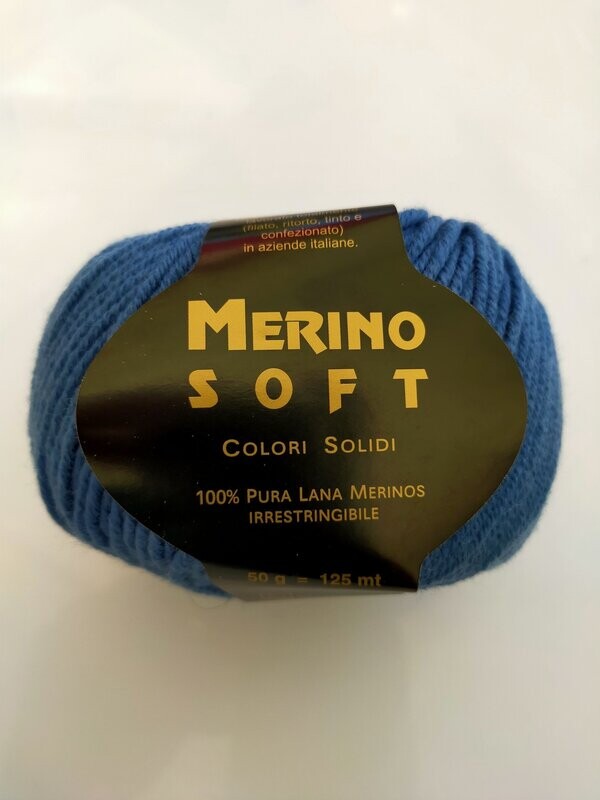 (filato, ritorto, tinto e
confezionato)
in aziende italiane.
MERINO
SOFT
COLORI SOLIDI
100% PURA LANA MERINOS
IRRESTRINGIBILE
50 g = 125 mt